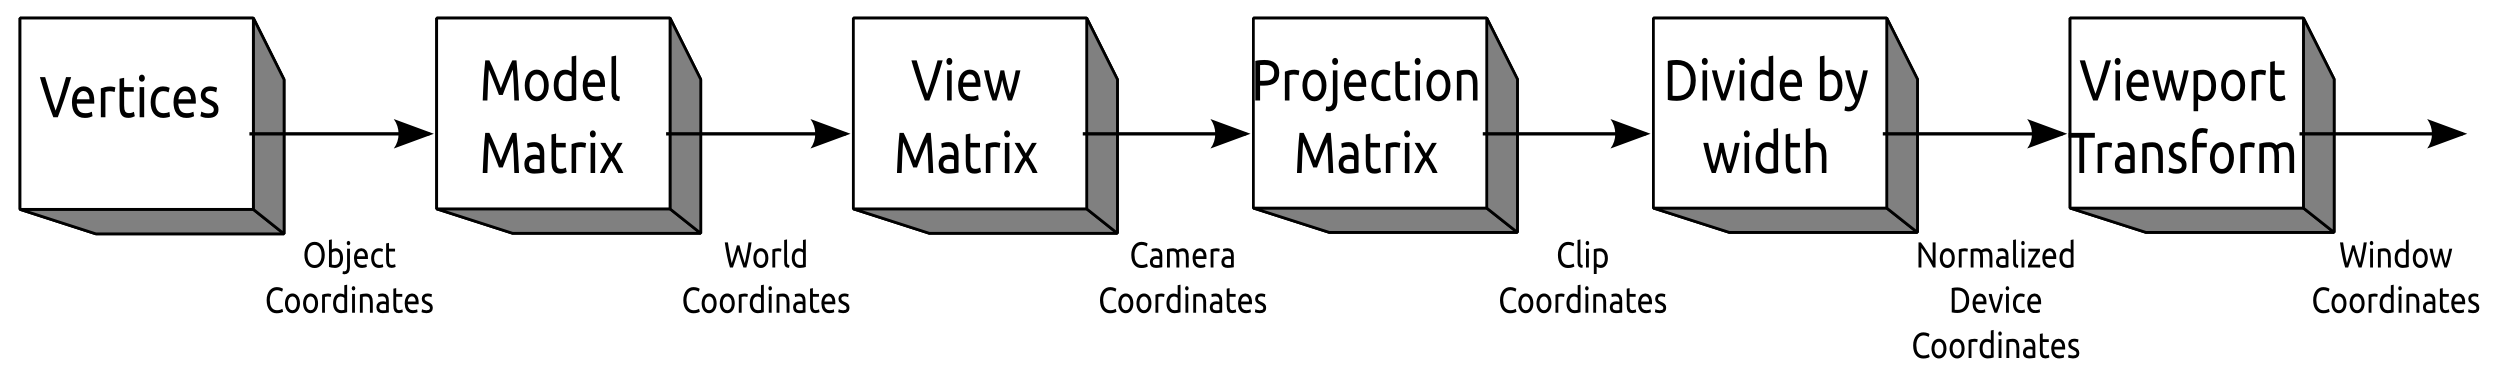 Vertices
Model
Matrix
View
Matrix
Projection
Matrix
Divide by
width
Viewport
Transform
Object
Coordinates
World
Coordinates
Camera
Coordinates
Clip
Coordinates
Normalized
Device
Coordinates
Window
Coordinates